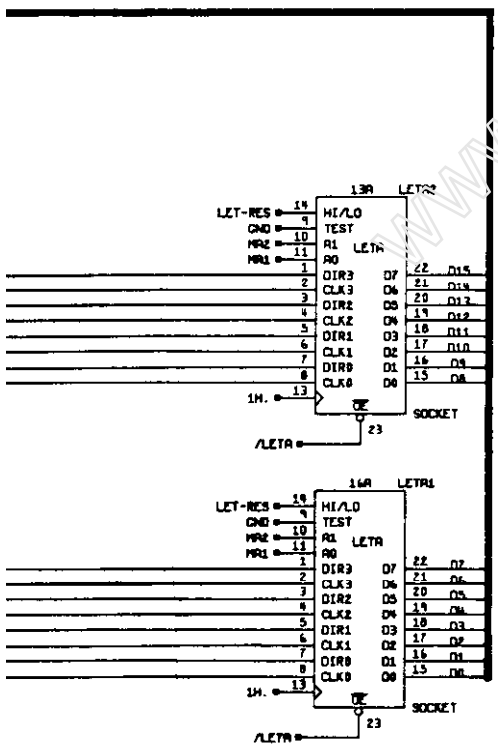 WWW
13A LETA2
LET-RES 14 HI/LO
GND 9 TEST
MA2 10 A1 LETA
MA1 11 A0
1 DIR3 D7 22 D15
2 CLK3 D6 21 D14
3 DIR2 D5 20 D13
4 CLK2 D4 19 D12
5 DIR1 D3 18 D11
6 CLK1 D2 17 D10
7 DIR0 D1 16 D9
8 CLK0 D0 15 D8
1H. 13
OE SOCKET
/LETA 23
16A LETA1
LET-RES 14 HI/LO
GND 9 TEST
MA2 10 A1 LETA
MA1 11 A0
1 DIR3 D7 22 D7
2 CLK3 D6 21 D6
3 DIR2 D5 20 D5
4 CLK2 D4 19 D4
5 DIR1 D3 18 D3
6 CLK1 D2 17 D2
7 DIR0 D1 16 D1
8 CLK0 D0 15 D0
1H. 13
OE SOCKET
/LETA 23